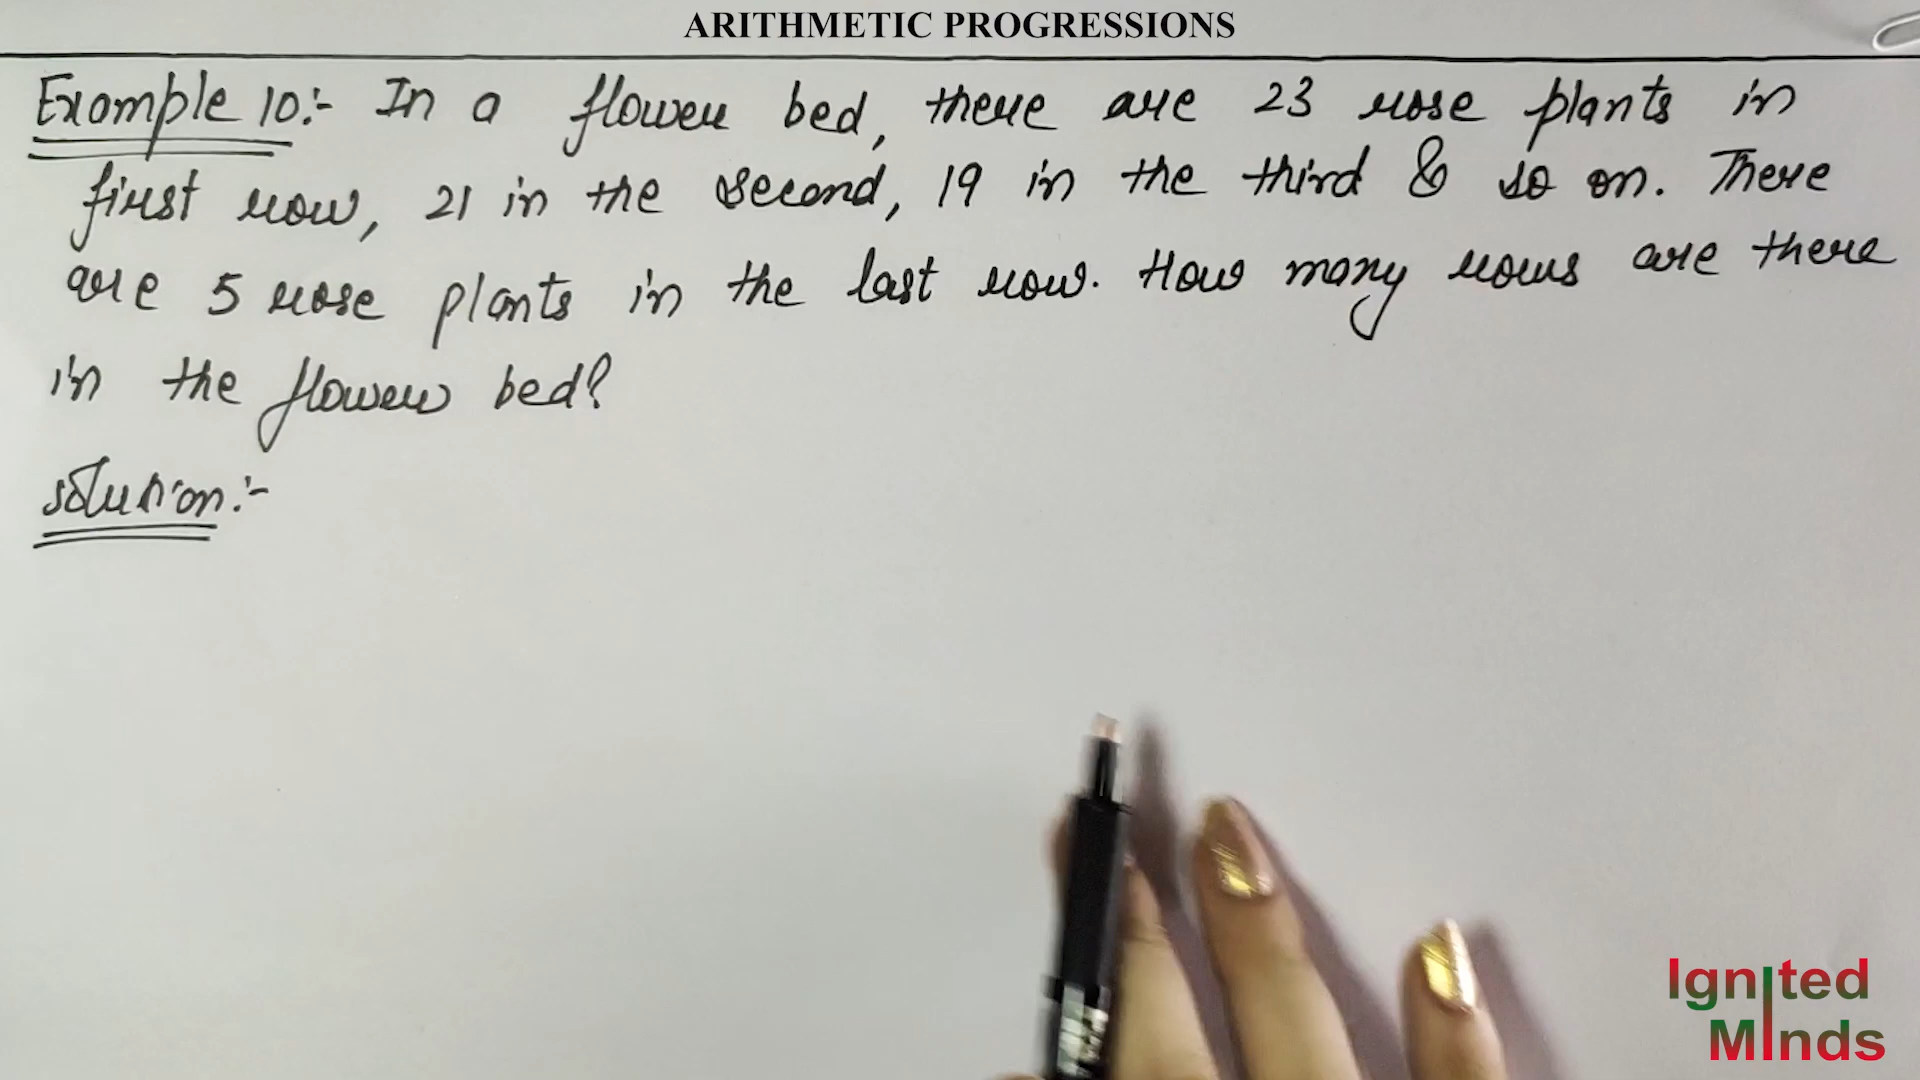 ARITHMETIC PROGRESSIONS
Example 10:- In a flower bed, there are 23 rose plants in
first row, 21 in the second, 19 in the third & so on. There
are 5 rose plants in the last row. How many rows are there
in the flower bed?
Solution:-
Ignited
Minds